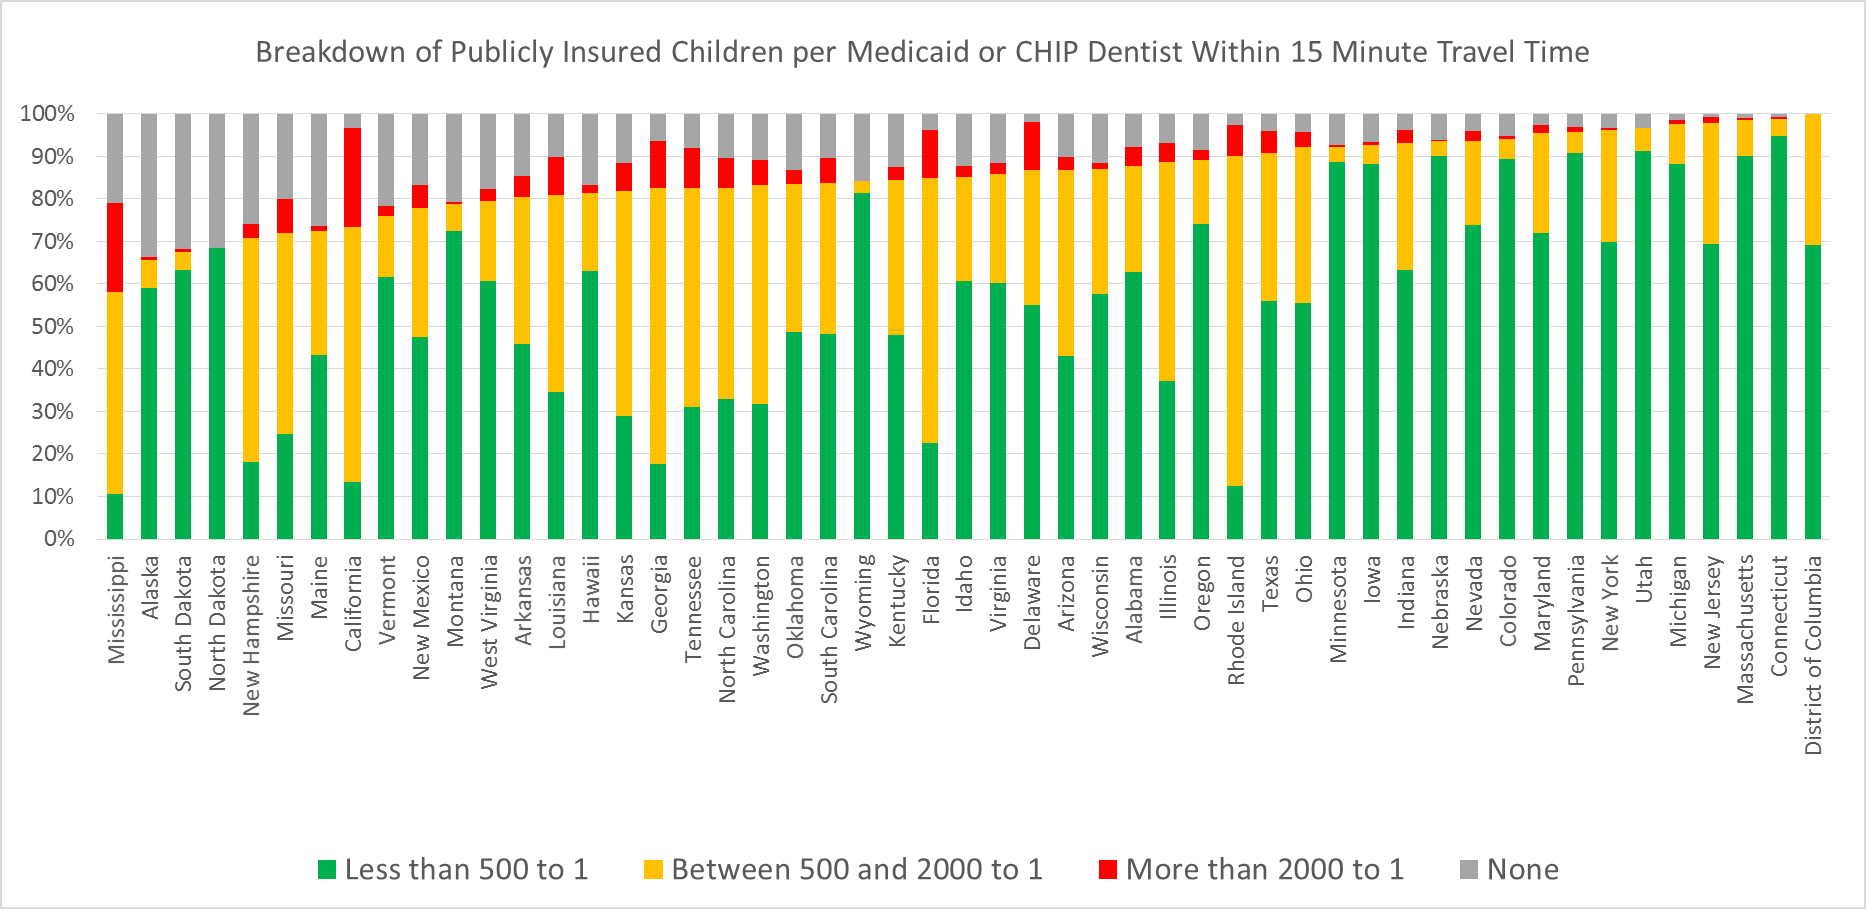 Breakdown of Publicly Insured Children per Medicaid or CHIP Dentist Within 15 Minute Travel Time
100%
90%
80%
70%
60%
50%
40%
30%
20%
10%
0%
Mississippi
Alaska
South Dakota
North Dakota
New Hampshire
Missouri
Maine
California
Vermont
New Mexico
Montana
West Virginia
Arkansas
Louisiana
Hawaii
Kansas
Georgia
Tennessee
North Carolina
Washington
Oklahoma
South Carolina
Wyoming
Kentucky
Florida
Idaho
Virginia
Delaware
Arizona
Wisconsin
Alabama
Illinois
Oregon
Rhode Island
Texas
Ohio
Minnesota
Iowa
Indiana
Nebraska
Nevada
Colorado
Maryland
Pennsylvania
New York
Utah
Michigan
New Jersey
Massachusetts
Connecticut
District of Columbia
Less than 500 to 1
Between 500 and 2000 to 1
More than 2000 to 1
None